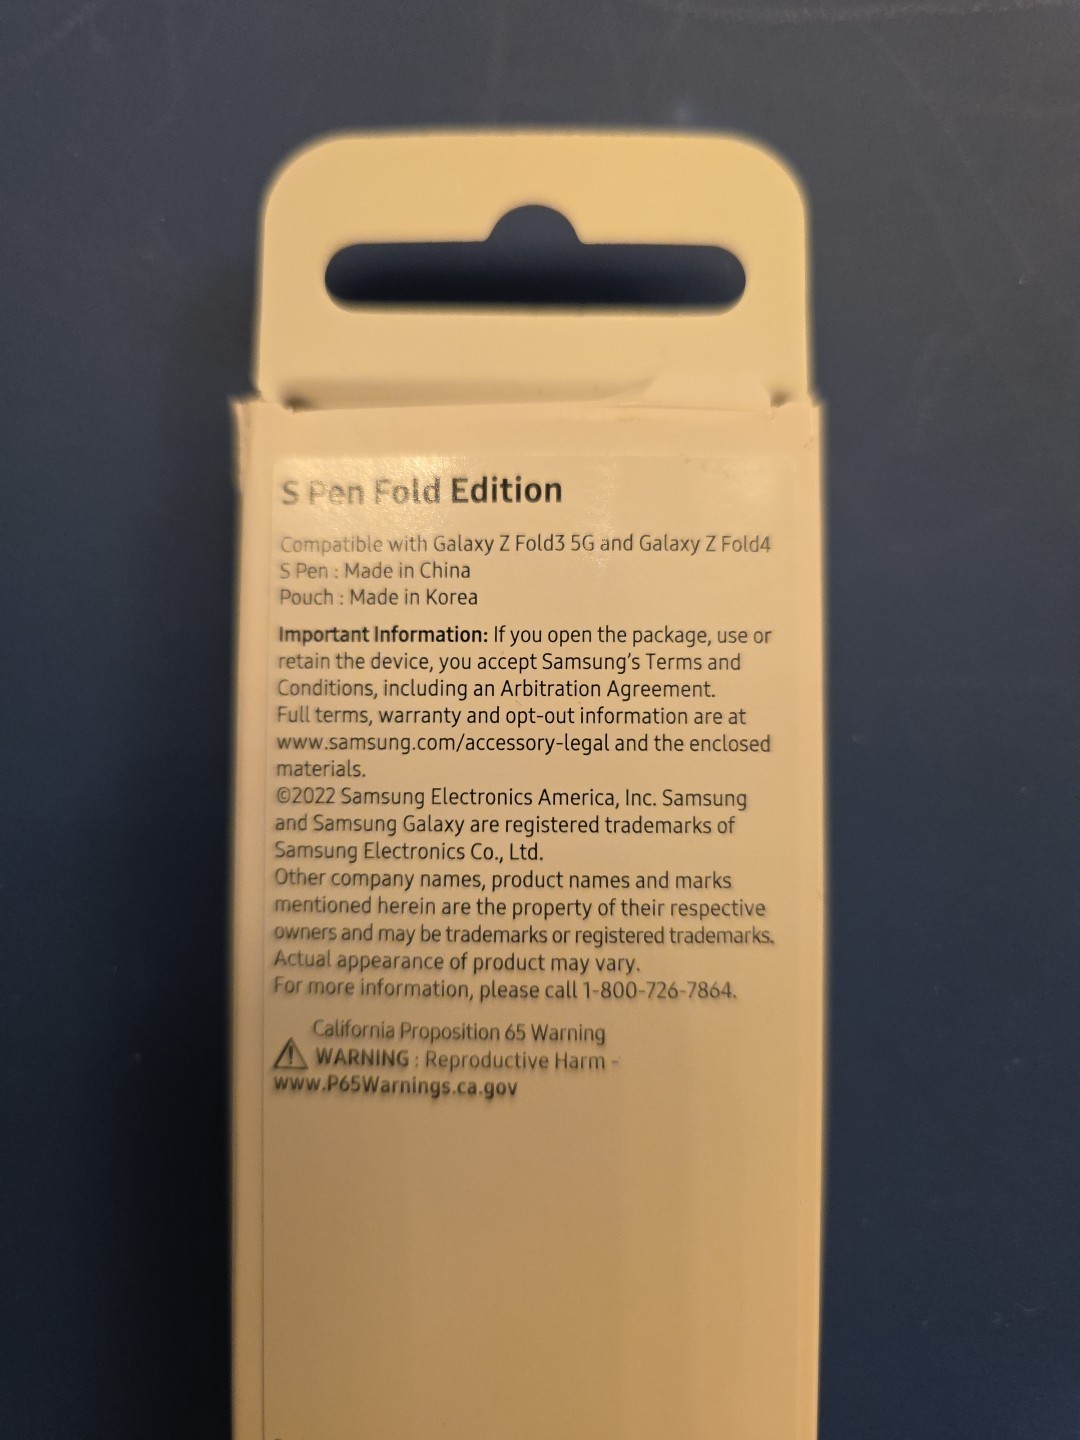 S Pen Fold Edition
Compatible with Galaxy Z Fold3 5G and Galaxy Z Fold4
S Pen : Made in China
Pouch : Made in Korea
Important Information: If you open the package, use or
retain the device, you accept Samsung's Terms and
Conditions, including an Arbitration Agreement.
Full terms, warranty and opt-out information are at
www.samsung.com/accessory-legal and the enclosed
materials.
©2022 Samsung Electronics America, Inc. Samsung
and Samsung Galaxy are registered trademarks of
Samsung Electronics Co., Ltd.
Other company names, product names and marks
mentioned herein are the property of their respective
owners and may be trademarks or registered trademarks.
Actual appearance of product may vary.
For more information, please call 1-800-726-7864.
California Proposition 65 Warning
WARNING : Reproductive Harm -
www.P65Warnings.ca.gov